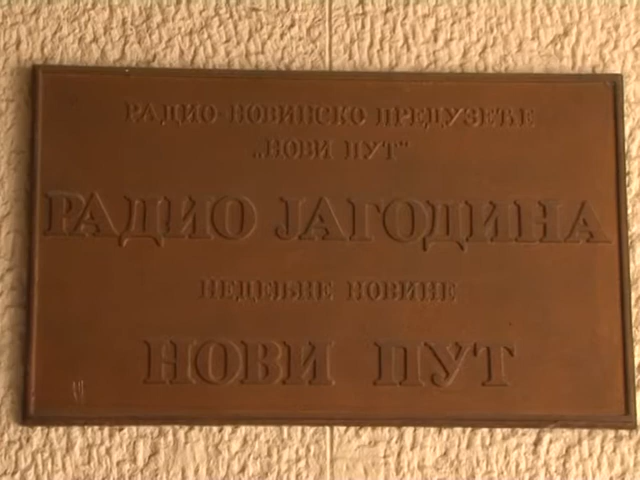 РАДИО НОВИНСКО ПРЕДУЗЕЋЕ
„НОВИ ПУТ"
РАДИО ЈАГОДИНА
НЕДЕЉНЕ НОВИНЕ
НОВИ ПУТ